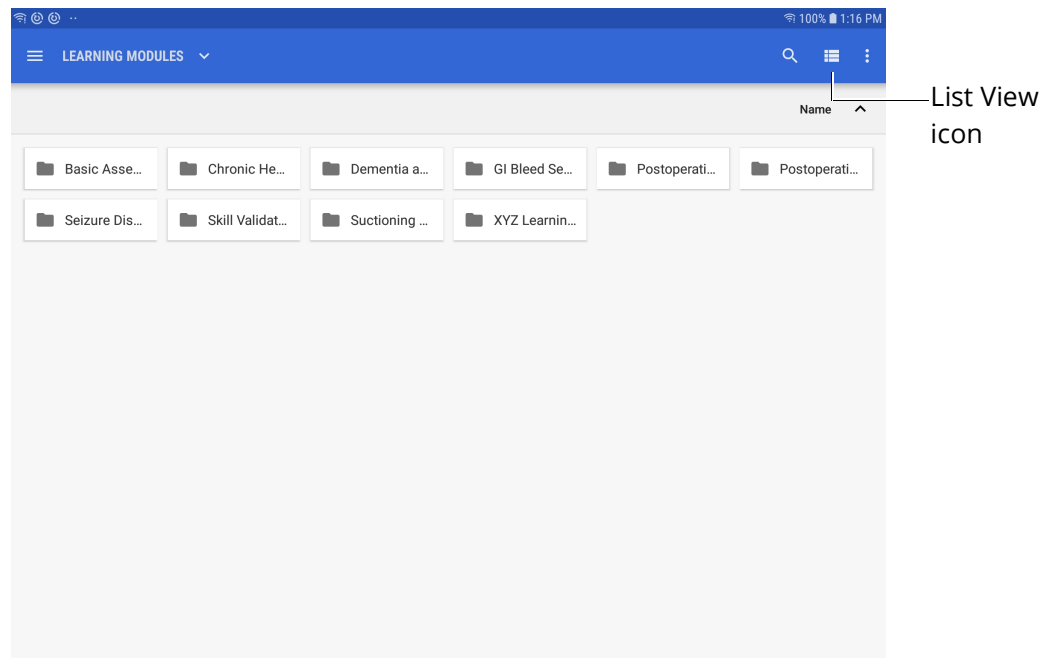 100% 1:16 PM
LEARNING MODULES
List View
icon
Name
Basic Asse... Chronic He... Dementia a... GI Bleed Se... Postoperati... Postoperati...
Seizure Dis... Skill Validat... Suctioning ... XYZ Learnin...